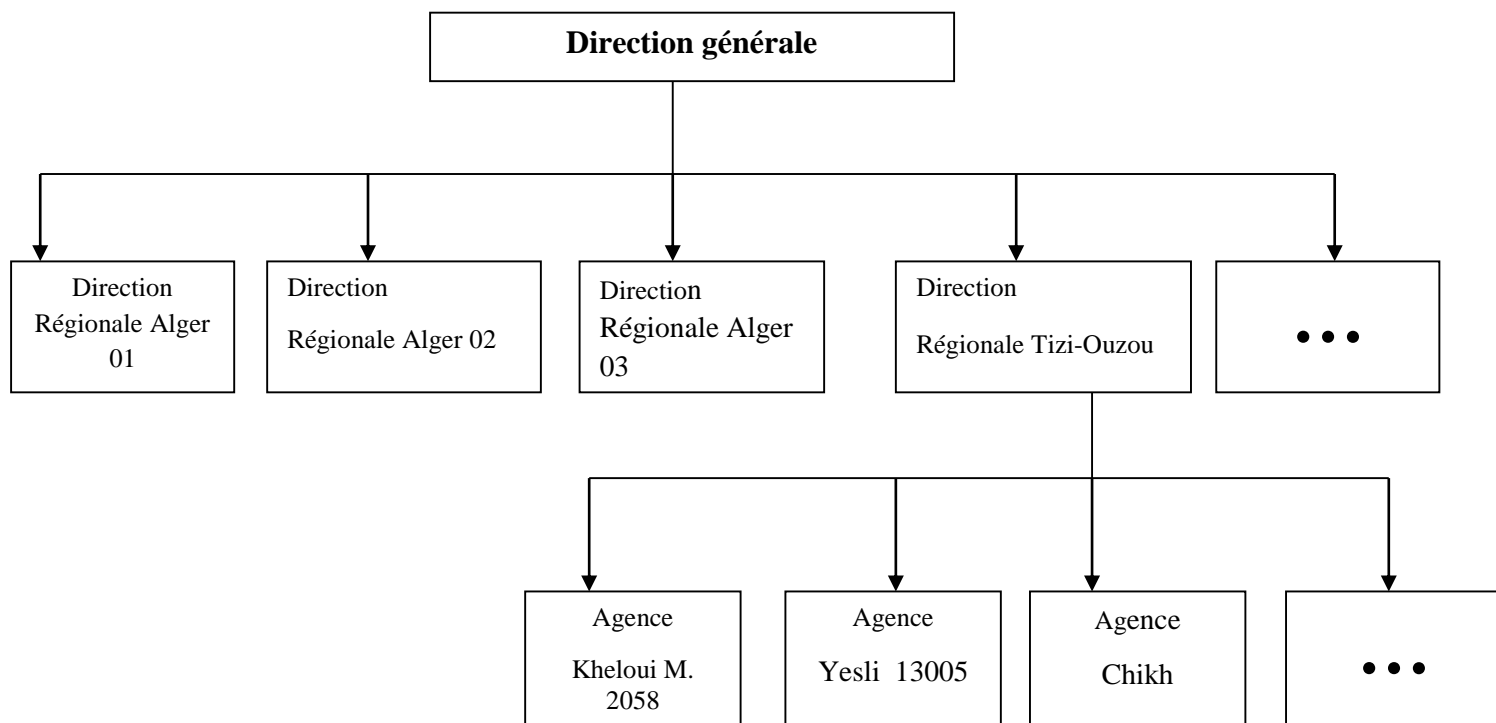 Direction générale
Direction
Régionale Alger
01
Direction
Régionale Alger 02
Direction
Régionale Alger
03
Direction
Régionale Tizi-Ouzou
•••
Agence
Kheloui M.
2058
Agence
Yesli 13005
Agence
Chikh
•••